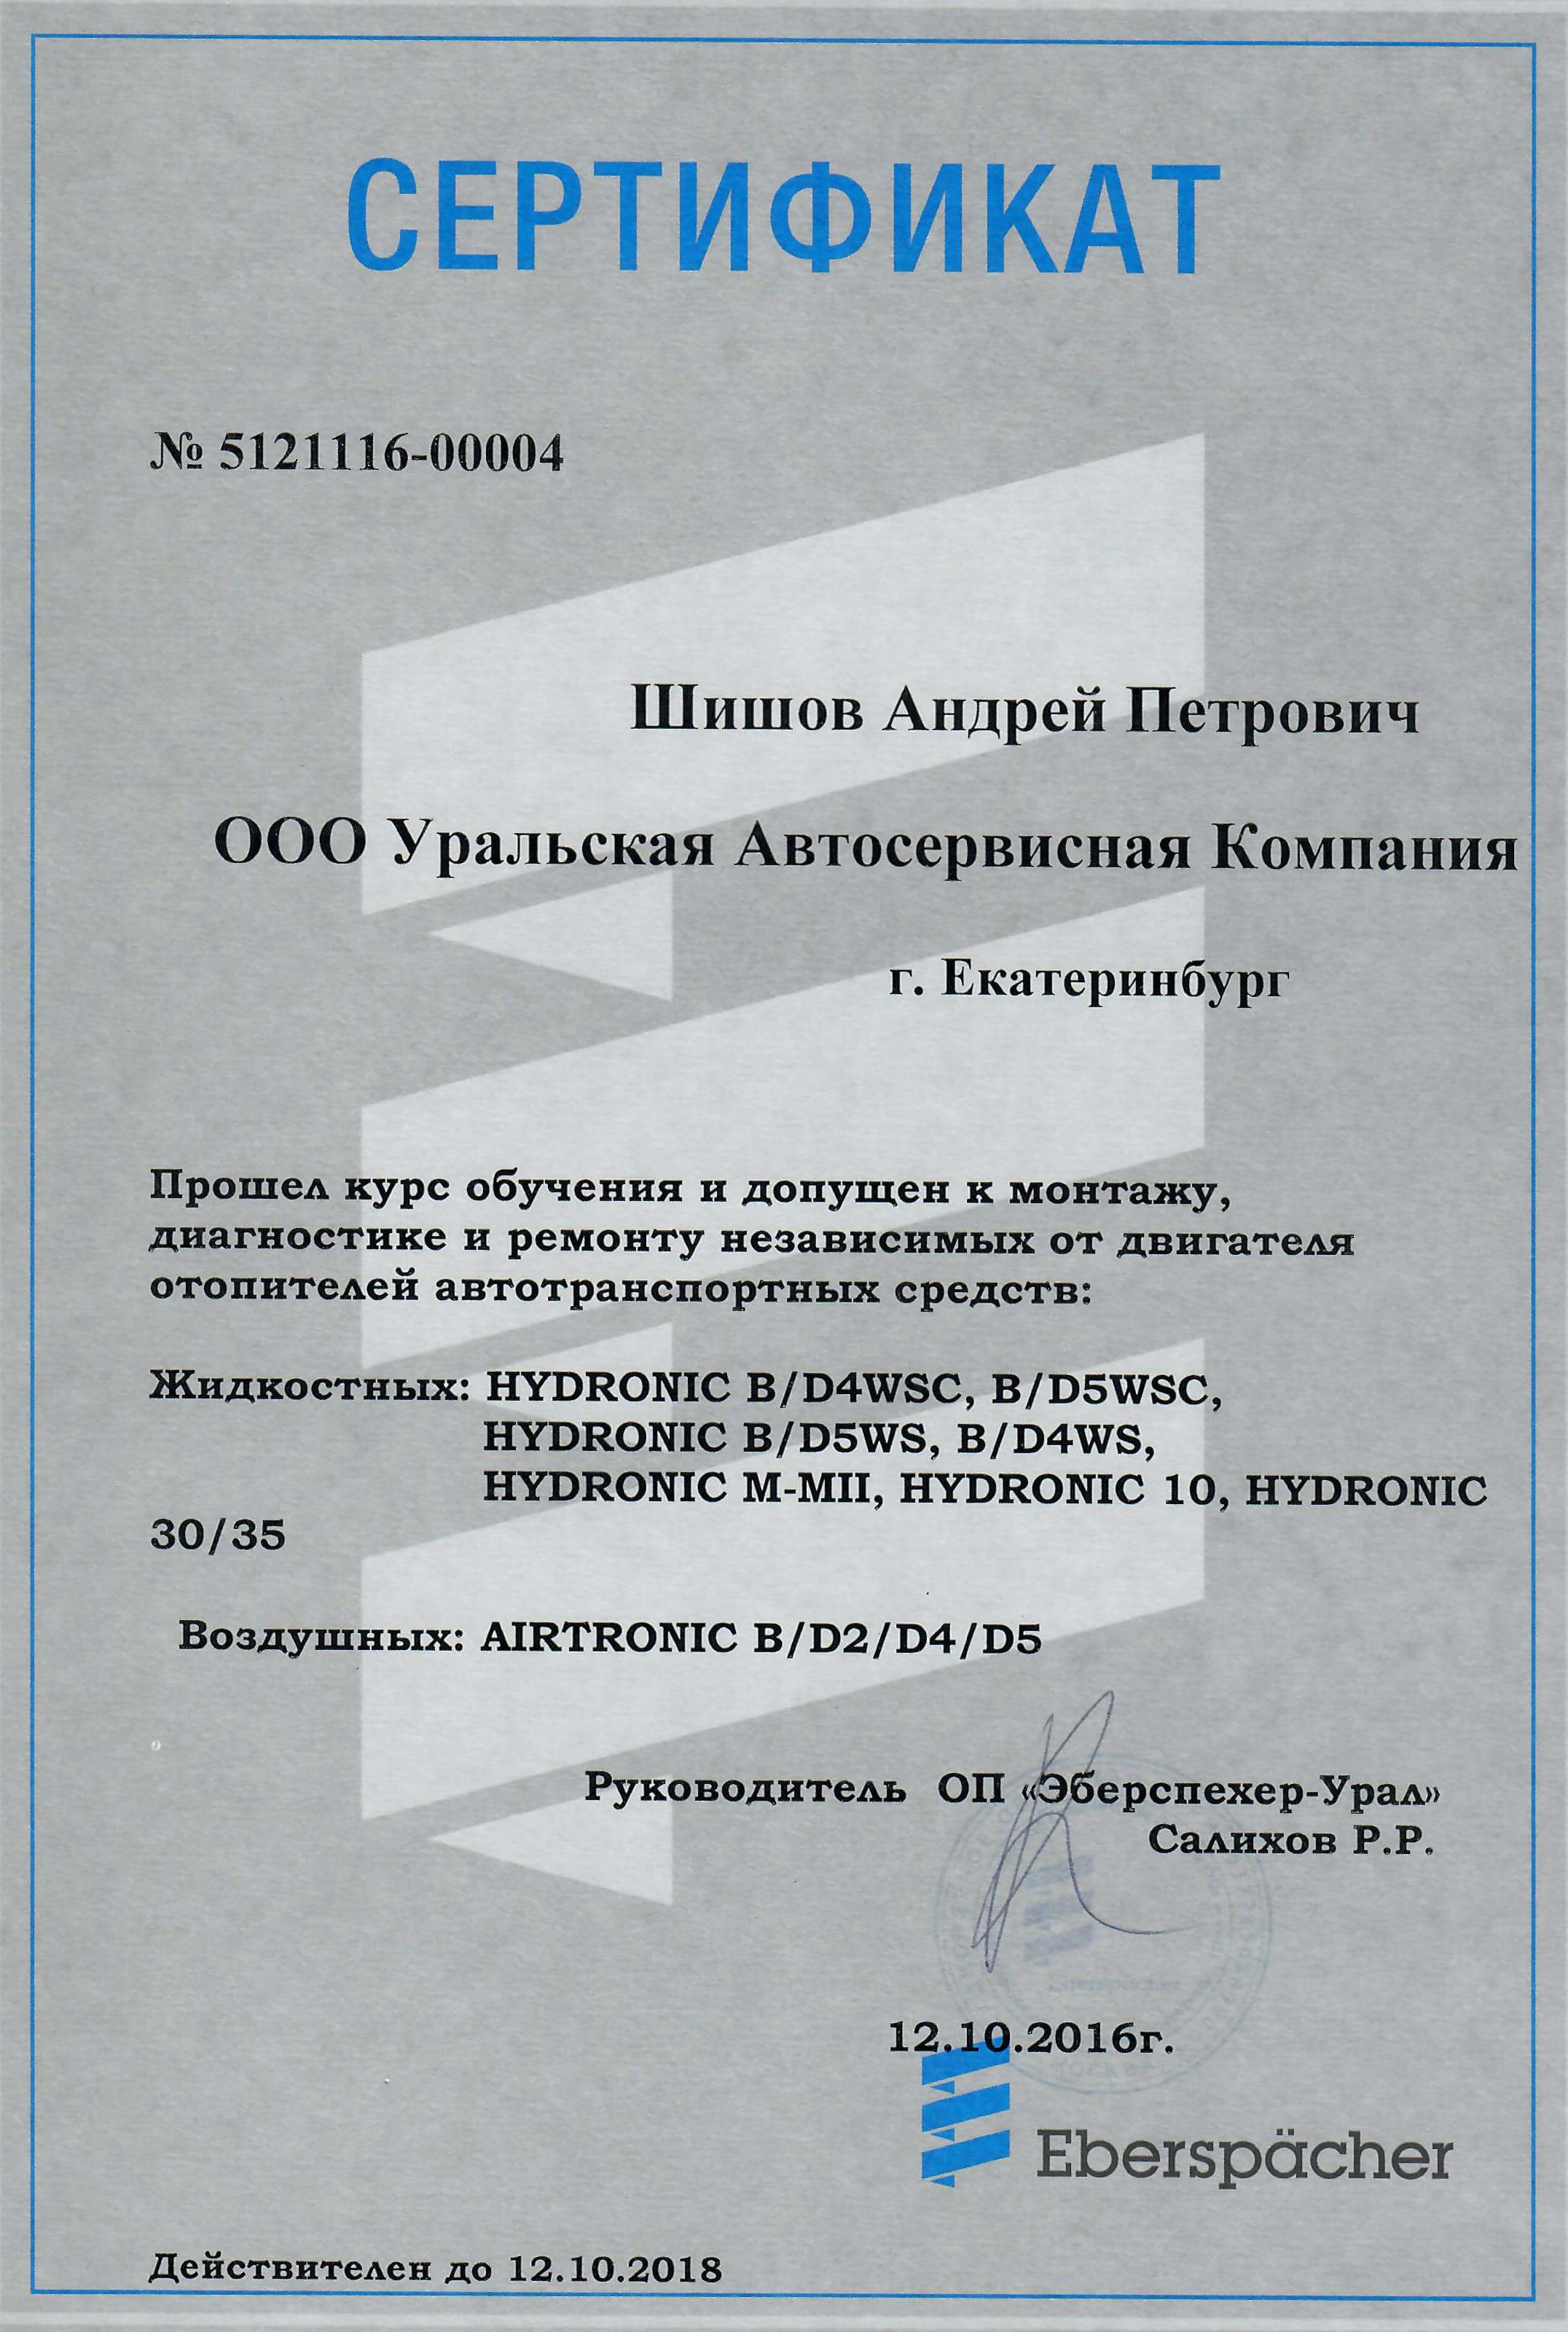 СЕРТИФИКАТ
№ 5121116-00004
Шишов Андрей Петрович
ООО Уральская Автосервисная Компания
г. Екатеринбург
Прошел курс обучения и допущен к монтажу,
диагностике и ремонту независимых от двигателя
отопителей автотранспортных средств:
Жидкостных: HYDRONIC B/D4WSC, B/D5WSC,
HYDRONIC B/D5WS, B/D4WS,
HYDRONIC M-MII, HYDRONIC 10, HYDRONIC
30/35
Воздушных: AIRTRONIC B/D2/D4/D5
Руководитель ОП «Эберспехер-Урал»
Салихов Р.Р.
12.10.2016г.
Eberspächer
Действителен до 12.10.2018